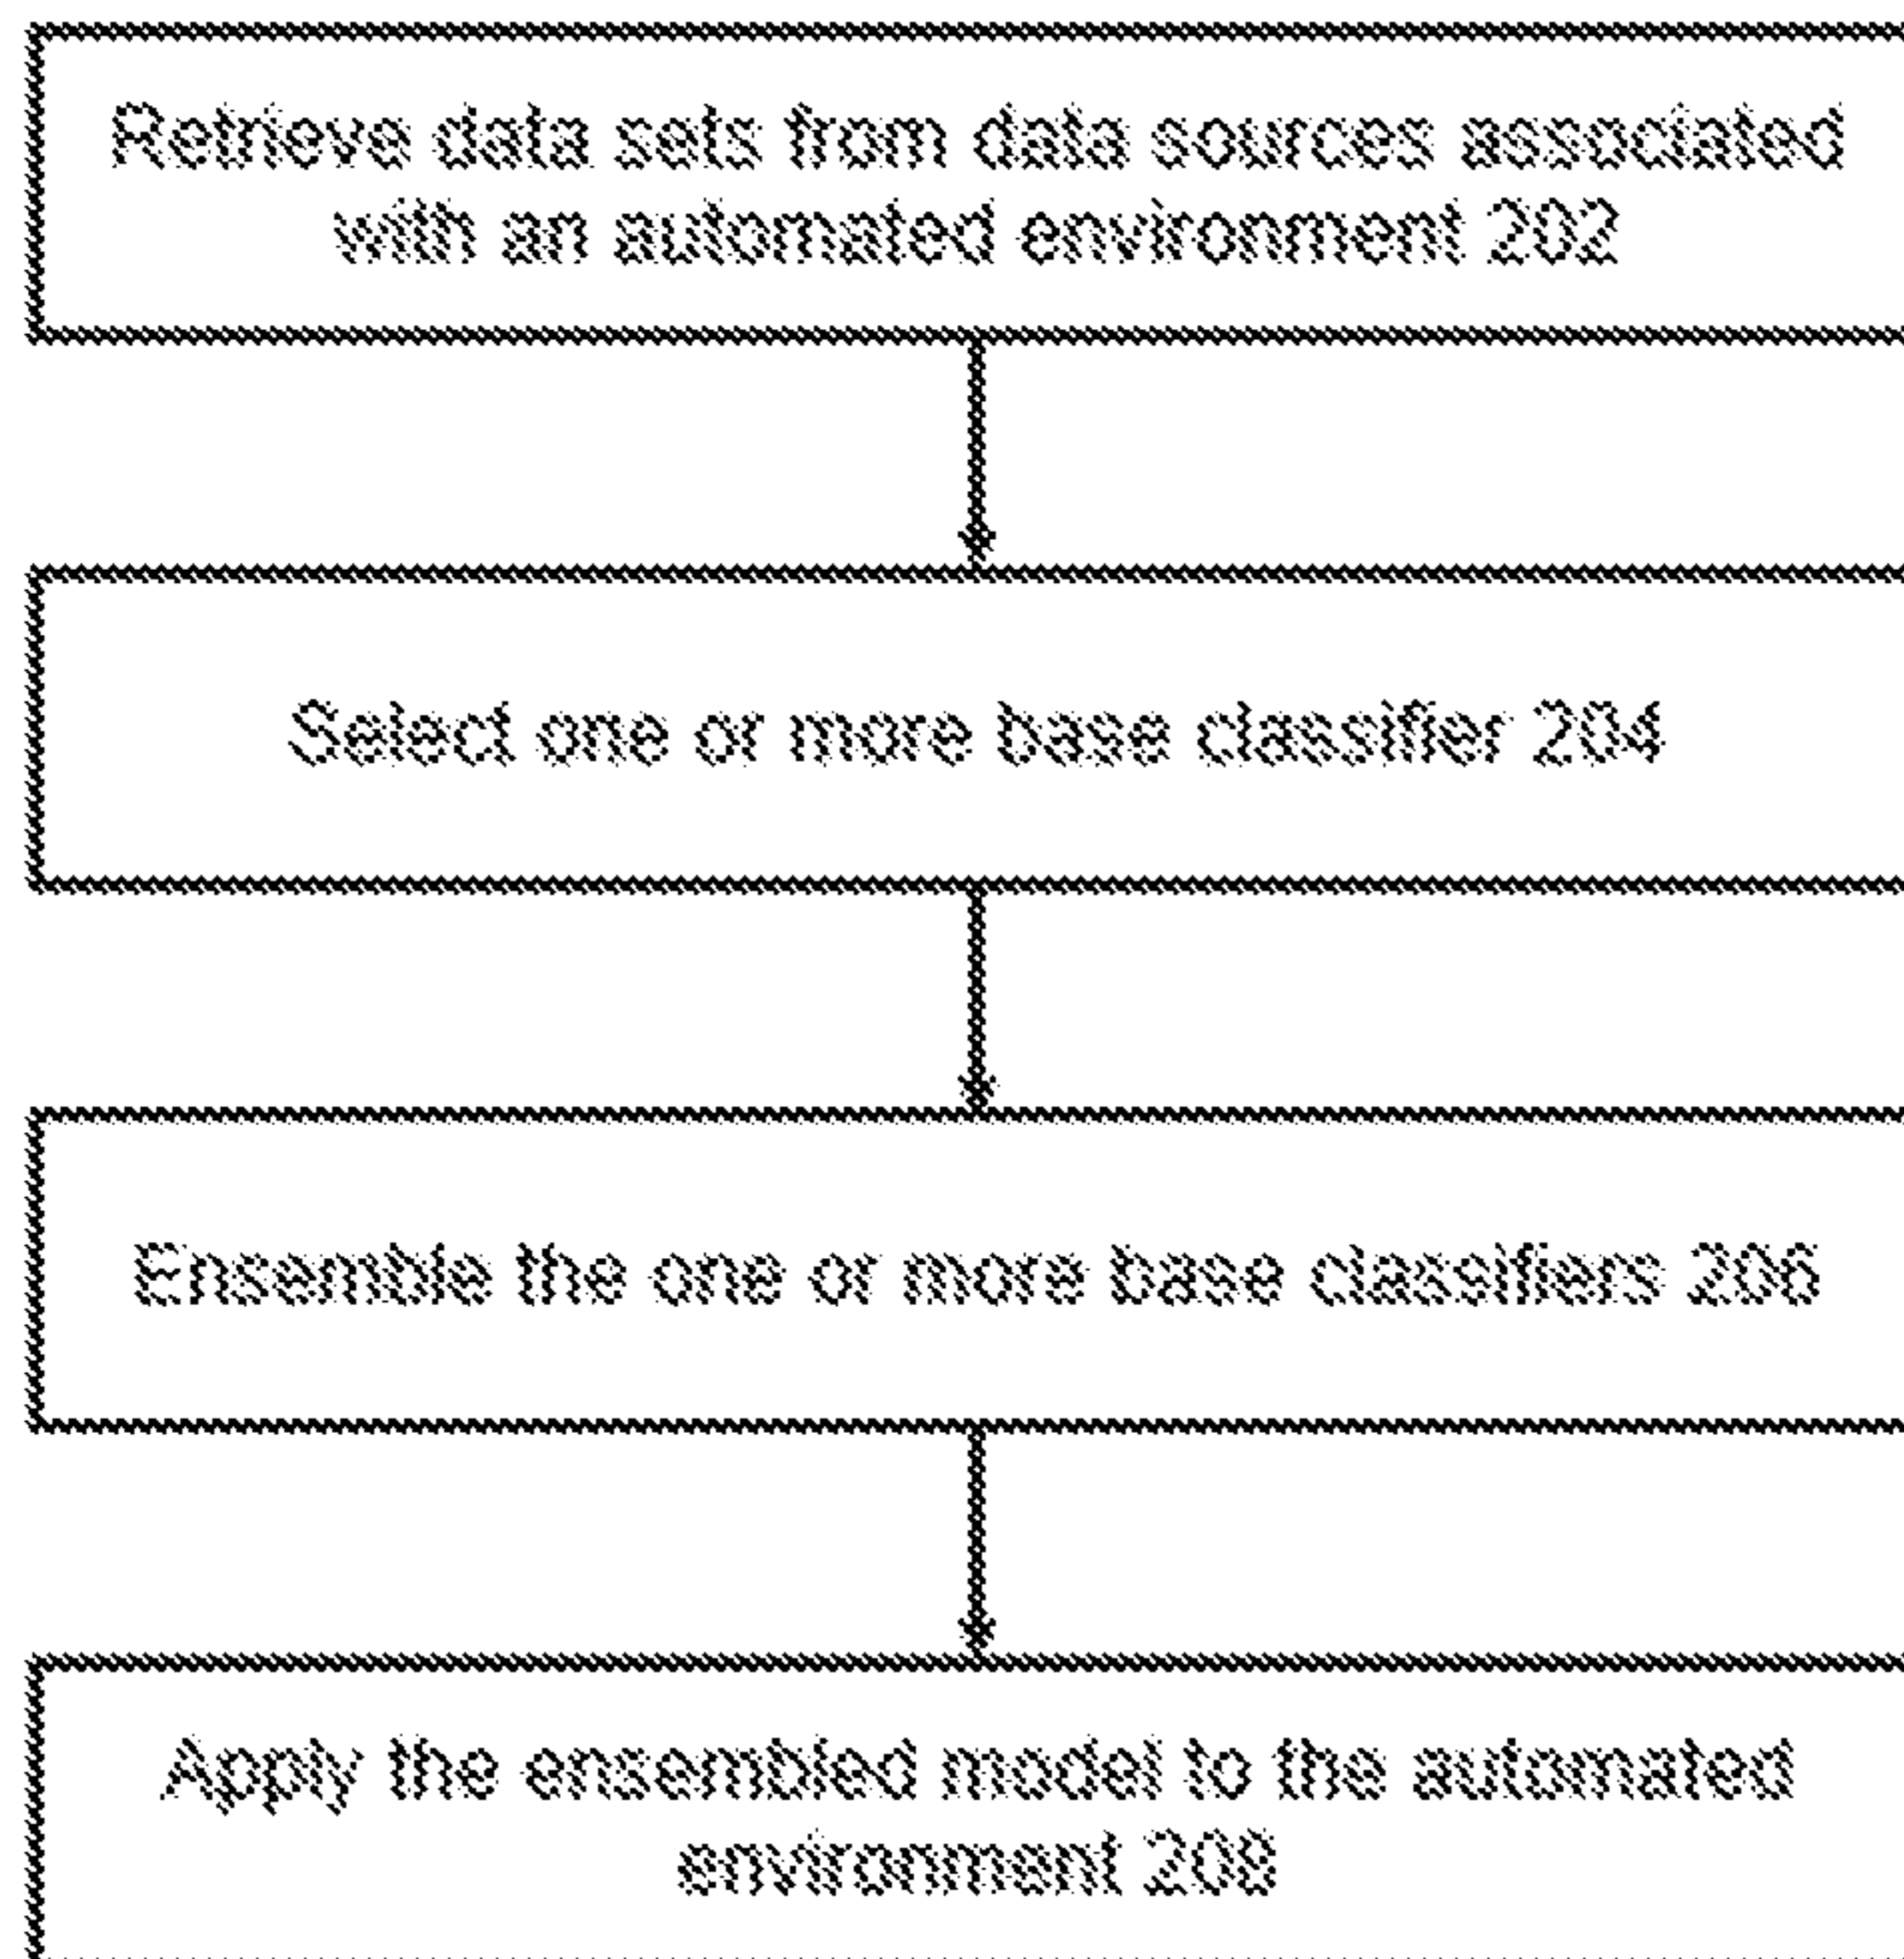 Retrieve data sets from data sources associated
with an automated environment 202
Select one or more base classifier 204
Ensemble the one or more base classifiers 206
Apply the ensembled model to the automated
environment 208